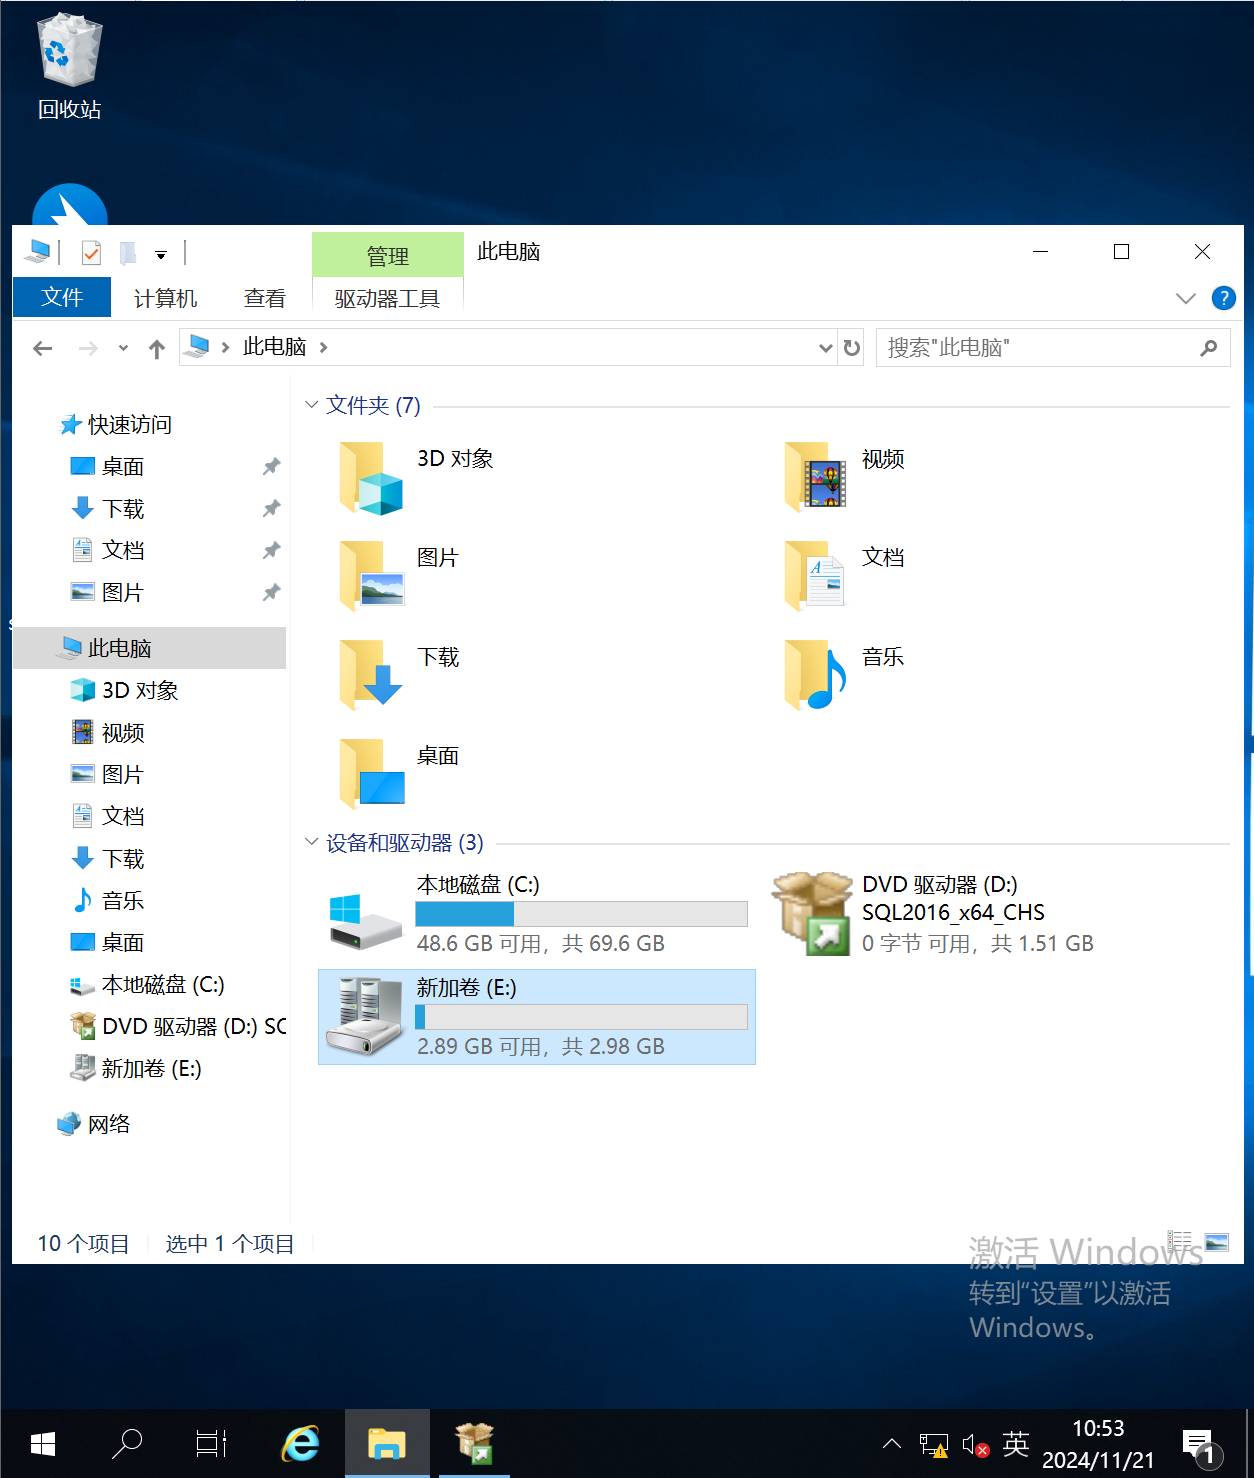 回收站
管理
此电脑
文件
计算机
查看
驱动器工具
此电脑
搜索"此电脑"
快速访问
桌面
下载
文档
图片
此电脑
3D 对象
视频
图片
文档
下载
音乐
桌面
本地磁盘 (C:)
DVD 驱动器 (D:) SC
新加卷 (E:)
网络
文件夹 (7)
3D 对象
视频
图片
文档
下载
音乐
桌面
设备和驱动器 (3)
本地磁盘 (C:)
48.6 GB 可用，共 69.6 GB
DVD 驱动器 (D:)
SQL2016_x64_CHS
0 字节 可用，共 1.51 GB
新加卷 (E:)
2.89 GB 可用，共 2.98 GB
10 个项目
选中 1 个项目
激活 Windows
转到“设置”以激活
Windows。
英
10:53
2024/11/21
1